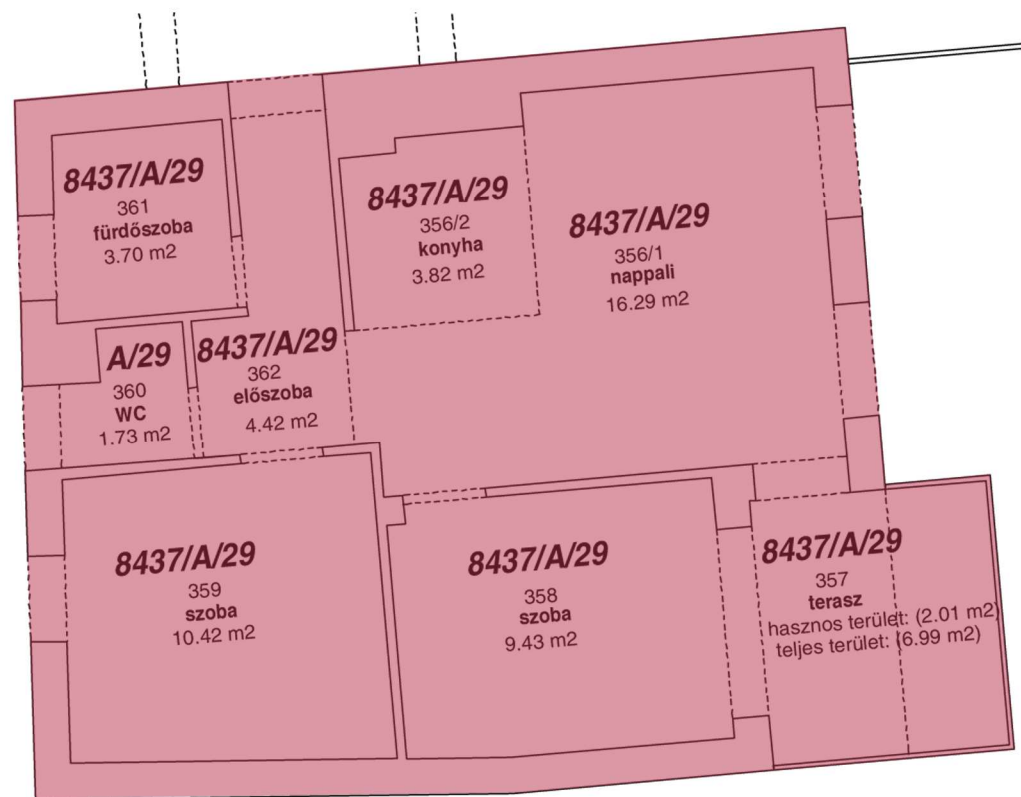 8437/A/29
361
fürdőszoba
3.70 m2
8437/A/29
356/2
konyha
3.82 m2
8437/A/29
356/1
nappali
16.29 m2
A/29
360
WC
1.73 m2
8437/A/29
362
előszoba
4.42 m2
8437/A/29
359
szoba
10.42 m2
8437/A/29
358
szoba
9.43 m2
8437/A/29
357
terasz
hasznos terület: (2.01 m2)
teljes terület: (6.99 m2)